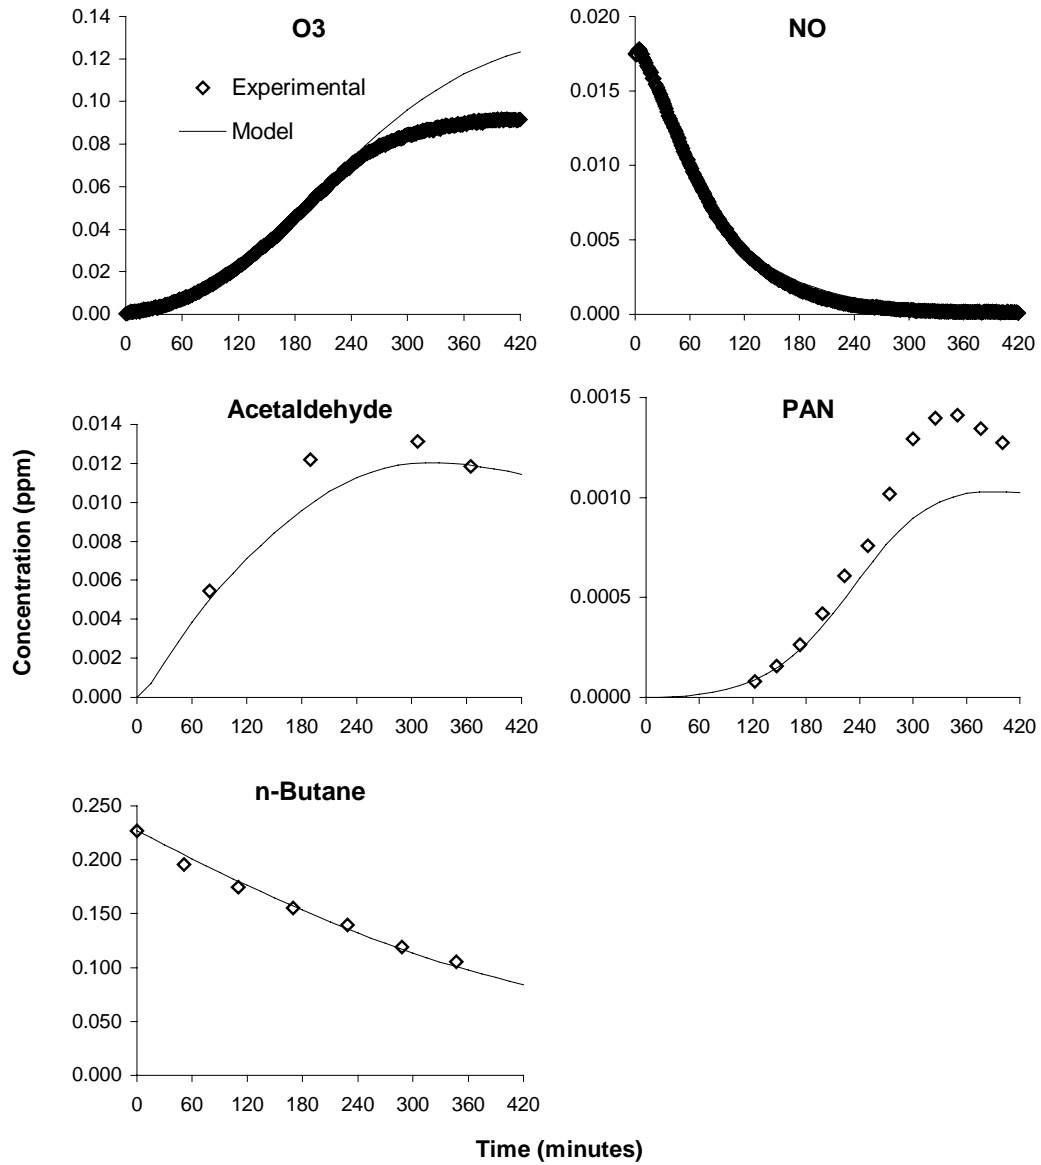 O3
0.14
0.12
0.10
0.08
0.06
0.04
0.02
0.00
Experimental
Model
0 60 120 180 240 300 360 420
NO
0.020
0.015
0.010
0.005
0.000
0 60 120 180 240 300 360 420
Concentration (ppm)
Acetaldehyde
0.014
0.012
0.010
0.008
0.006
0.004
0.002
0.000
0 60 120 180 240 300 360 420
PAN
0.0015
0.0010
0.0005
0.0000
0 60 120 180 240 300 360 420
n-Butane
0.250
0.200
0.150
0.100
0.050
0.000
0 60 120 180 240 300 360 420
Time (minutes)